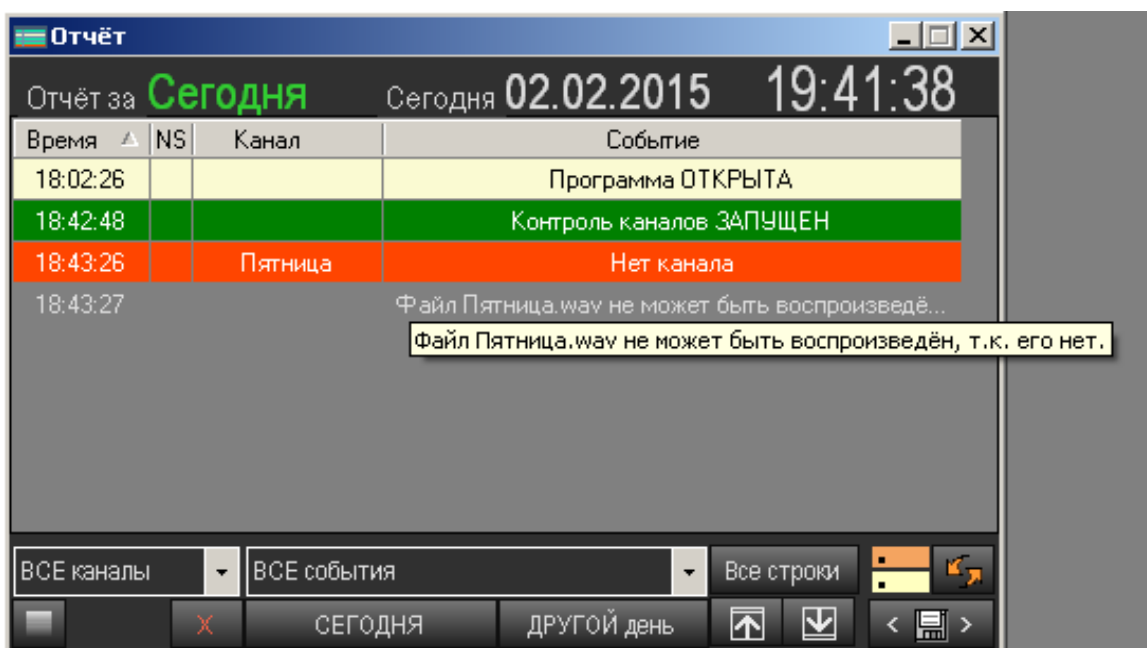 Отчёт
Отчёт за Сегодня Сегодня 02.02.2015 19:41:38
Время NS Канал Событие
18:02:26 Программа ОТКРЫТА
18:42:48 Контроль каналов ЗАПУЩЕН
18:43:26 Пятница Нет канала
18:43:27 Файл Пятница.wav не может быть воспроизведё...
Файл Пятница.wav не может быть воспроизведён, т.к. его нет.
ВСЕ каналы ВСЕ события Все строки
X СЕГОДНЯ ДРУГОЙ день < >